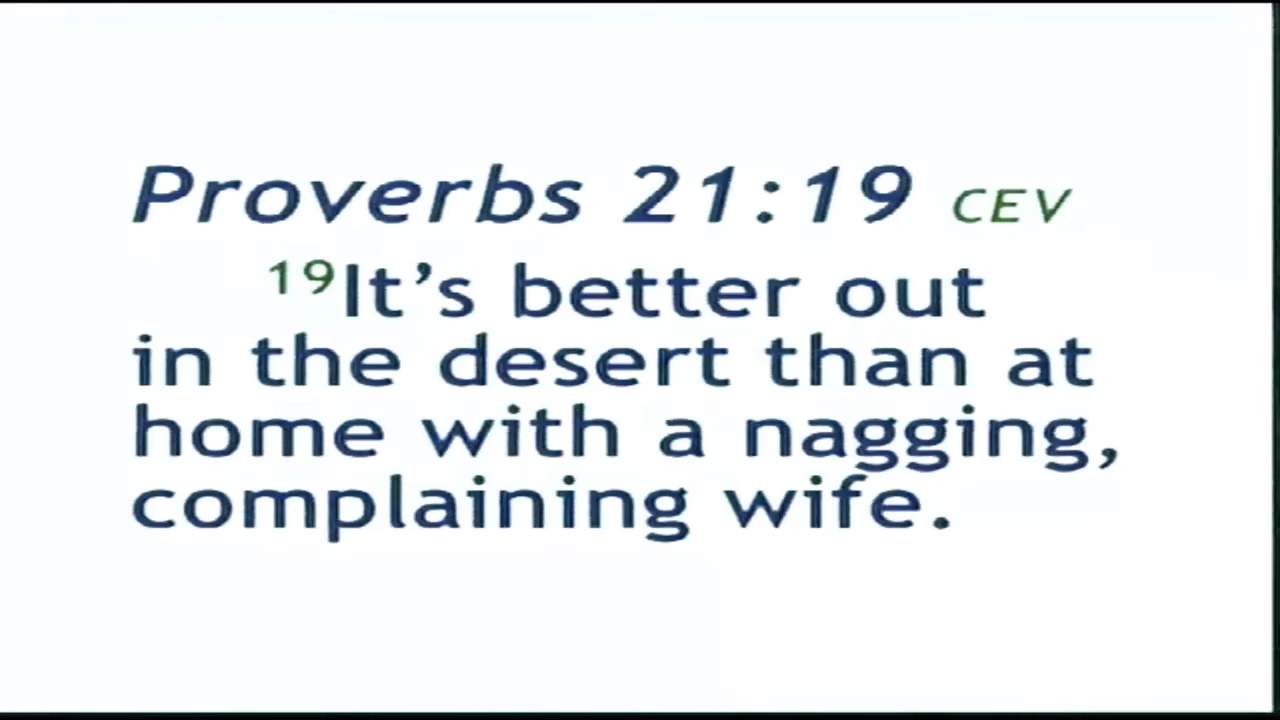 Proverbs 21:19 CEV
19It’s better out
in the desert than at
home with a nagging,
complaining wife.